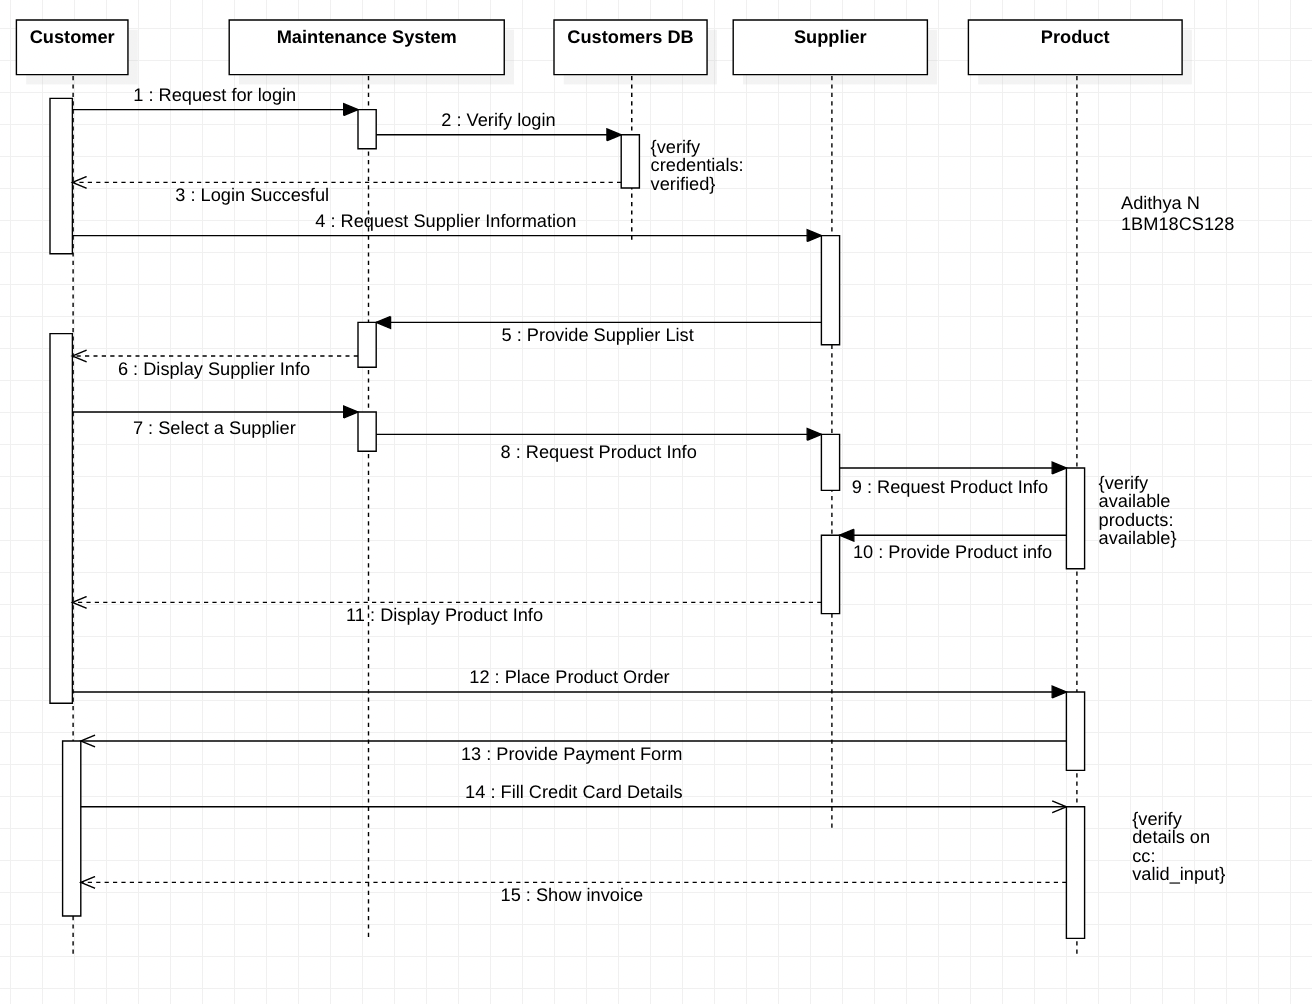 Customer
Maintenance System
Customers DB
Supplier
Product
1 : Request for login
2 : Verify login
{verify
credentials:
verified}
3 : Login Succesful
Adithya N
1BM18CS128
4 : Request Supplier Information
5 : Provide Supplier List
6 : Display Supplier Info
7 : Select a Supplier
8 : Request Product Info
9 : Request Product Info
{verify
available
products:
available}
10 : Provide Product info
11 : Display Product Info
12 : Place Product Order
13 : Provide Payment Form
14 : Fill Credit Card Details
{verify
details on
cc:
valid_input}
15 : Show invoice